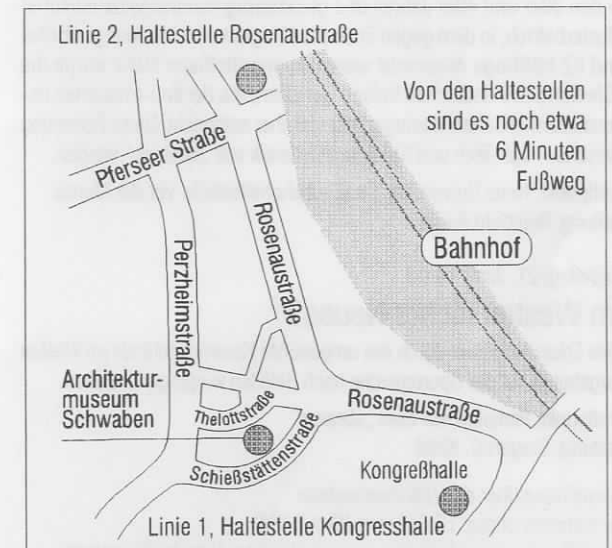 Linie 2, Haltestelle Rosenaustraße
Von den Haltestellen
sind es noch etwa
6 Minuten
Fußweg
Pferseer Straße
Rosenaustraße
Bahnhof
Perzheimstraße
Architektur-
museum
Schwaben
Thelottstraße
Rosenaustraße
Schießstättenstraße
Kongreßhalle
Linie 1, Haltestelle Kongresshalle